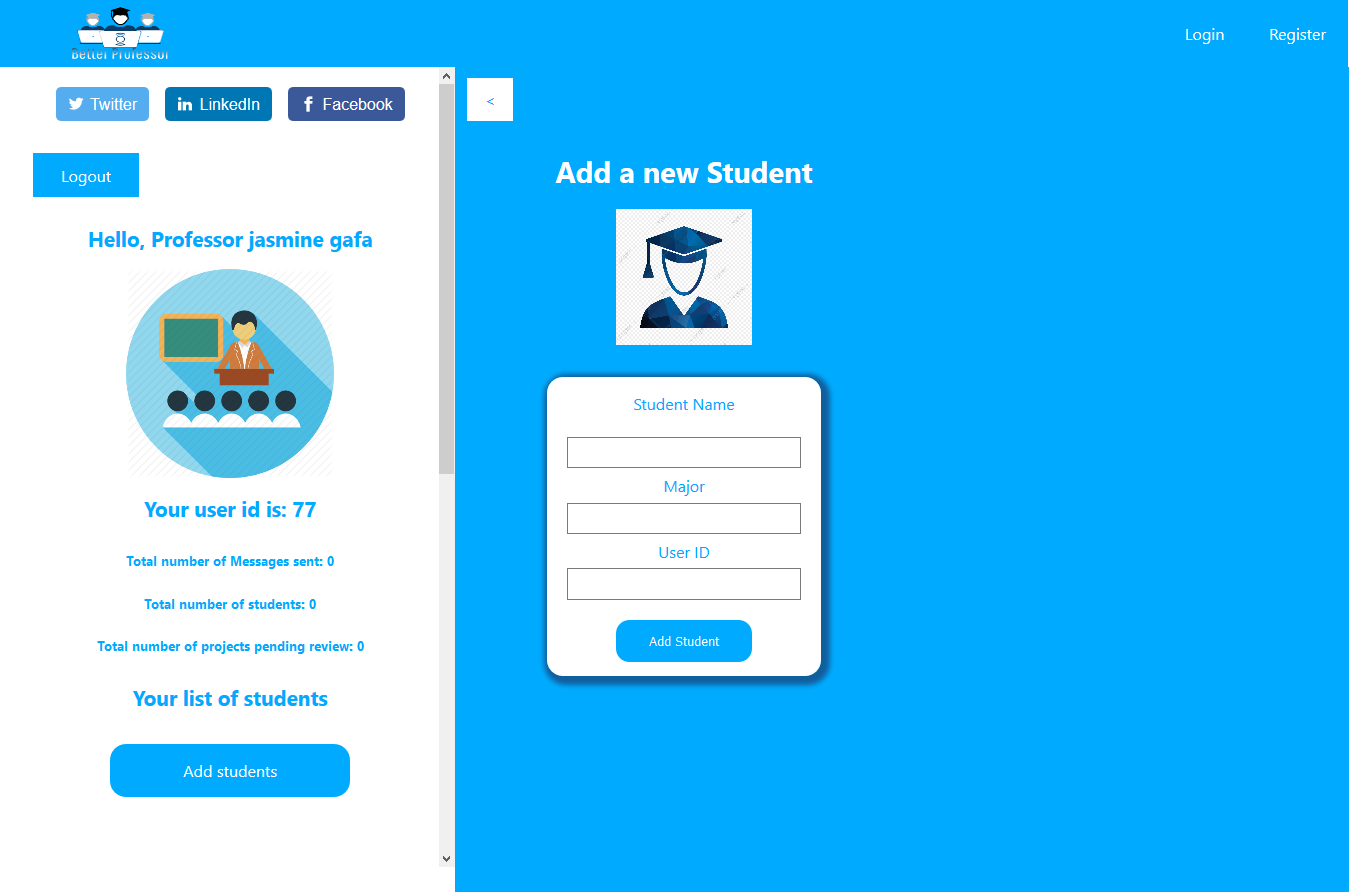 Better Professor
Login
Register
Twitter
LinkedIn
Facebook
Logout
Hello, Professor jasmine gafa
Your user id is: 77
Total number of Messages sent: 0
Total number of students: 0
Total number of projects pending review: 0
Your list of students
Add students
<
Add a new Student
Student Name
Major
User ID
Add Student